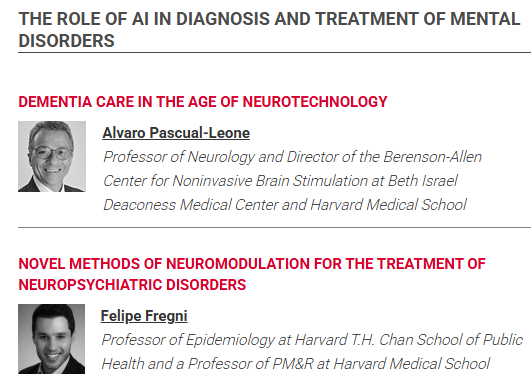 THE ROLE OF AI IN DIAGNOSIS AND TREATMENT OF MENTAL
DISORDERS
DEMENTIA CARE IN THE AGE OF NEUROTECHNOLOGY
Alvaro Pascual-Leone
Professor of Neurology and Director of the Berenson-Allen
Center for Noninvasive Brain Stimulation at Beth Israel
Deaconess Medical Center and Harvard Medical School
NOVEL METHODS OF NEUROMODULATION FOR THE TREATMENT OF
NEUROPSYCHIATRIC DISORDERS
Felipe Fregni
Professor of Epidemiology at Harvard T.H. Chan School of Public
Health and a Professor of PM&R at Harvard Medical School